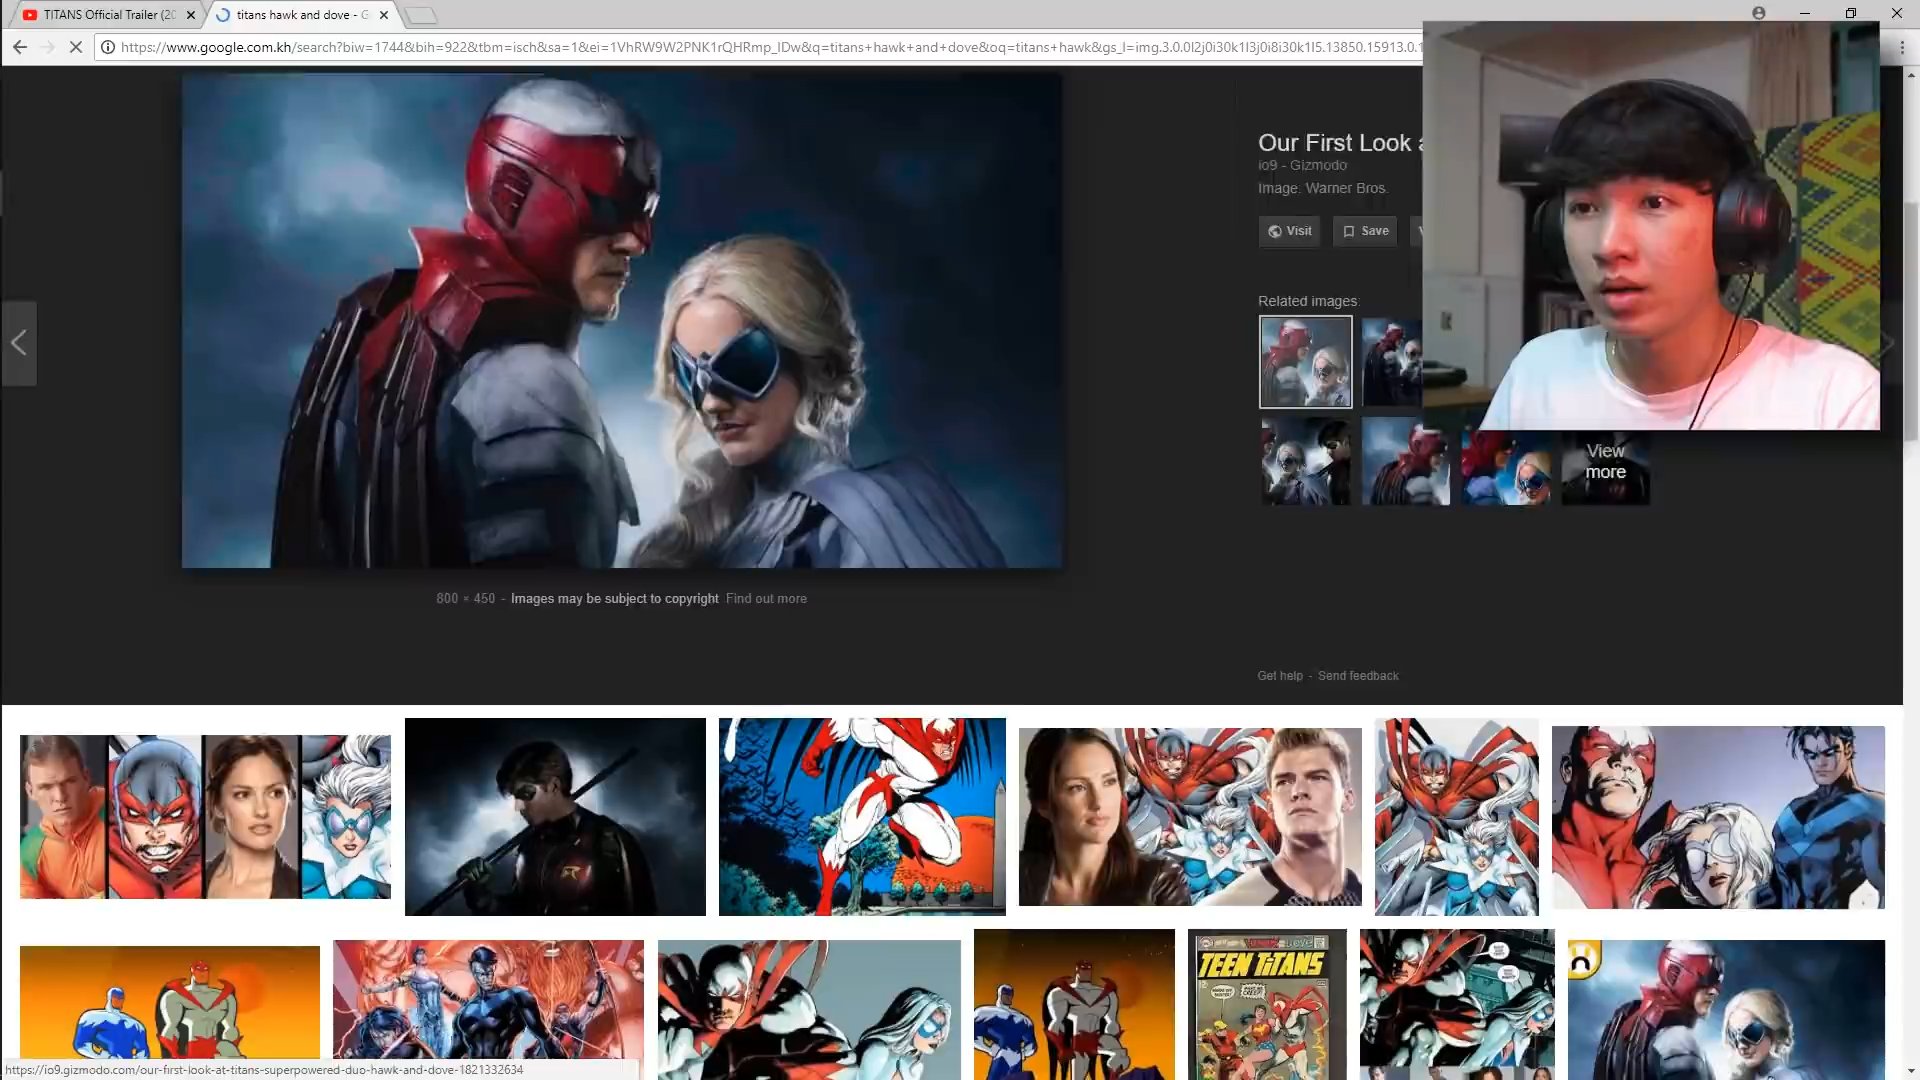 TITANS Official Trailer (20
titans hawk and dove - G
https://www.google.com.kh/search?biw=1744&bih=922&tbm=isch&sa=1&ei=1VhRW9W2PNK1rQHRmp_IDw&q=titans+hawk+and+dove&oq=titans+hawk&gs_l=img.3.0.0l2j0i30k1l3j0i8i30k1l5.13850.15913.0.1
Our First Look a
io9 - Gizmodo
Image: Warner Bros.
Visit
Save
Related images:
View
more
800 × 450 - Images may be subject to copyright Find out more
Get help - Send feedback
TEEN TITANS
https://io9.gizmodo.com/our-first-look-at-titans-superpowered-duo-hawk-and-dove-1821332634